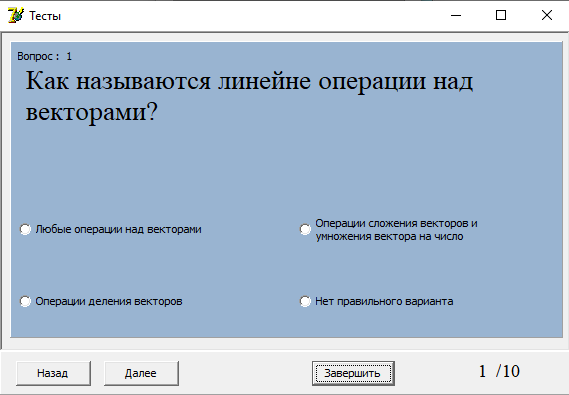 Тесты
Вопрос : 1
Как называются линейне операции над
векторами?
Любые операции над векторами
Операции сложения векторов и
умножения вектора на число
Операции деления векторов
Нет правильного варианта
Назад
Далее
Завершить
1 /10